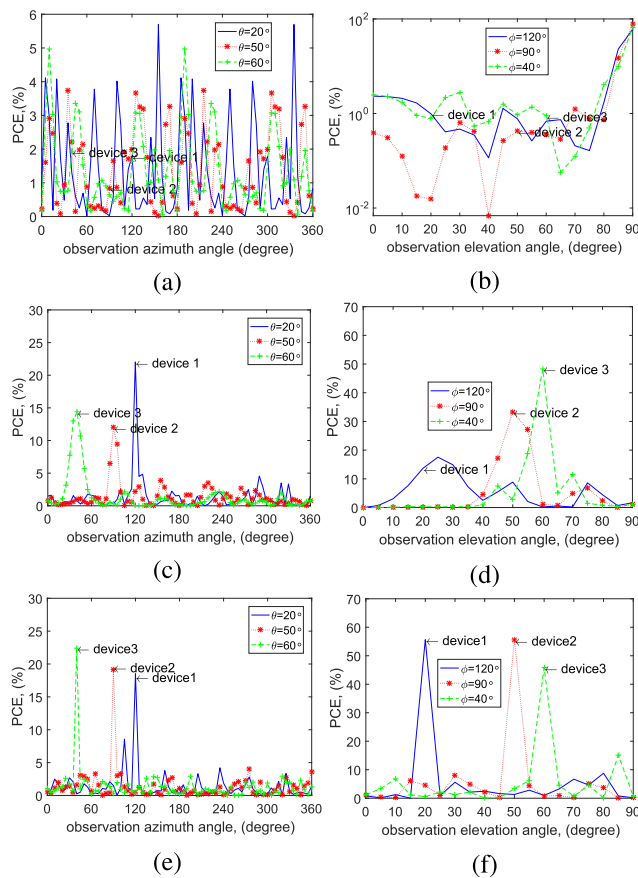 6
5
4
3
2
1
0
PCE,(%)
0 60 120 180 240 300 360
observation azimuth angle (degree)
θ=20°
θ=50°
θ=60°
device 3
device 1
device 2
(a)
10²
10⁰
10⁻²
PCE, (%)
0 10 20 30 40 50 60 70 80 90
observation elevation angle, (degree)
ϕ=120°
ϕ=90°
ϕ=40°
device 1
device3
device 2
(b)
30
25
20
15
10
5
0
PCE, (%)
0 60 120 180 240 300 360
observation azimuth angle, (degree)
θ=20°
θ=50°
θ=60°
device 1
device 3
device 2
(c)
70
60
50
40
30
20
10
0
PCE, (%)
0 10 20 30 40 50 60 70 80 90
observation elevation angle, (degree)
ϕ=120°
ϕ=90°
ϕ=40°
device 3
device 2
device 1
(d)
30
25
20
15
10
5
0
PCE, (%)
0 60 120 180 240 300 360
observation azimuth angle, (degree)
θ=20°
θ=50°
θ=60°
device3
device2
device1
(e)
70
60
50
40
30
20
10
0
PCE, (%)
0 10 20 30 40 50 60 70 80 90
observation elevation angle, (degree)
device1
device2
ϕ=120°
ϕ=90°
ϕ=40°
device3
(f)